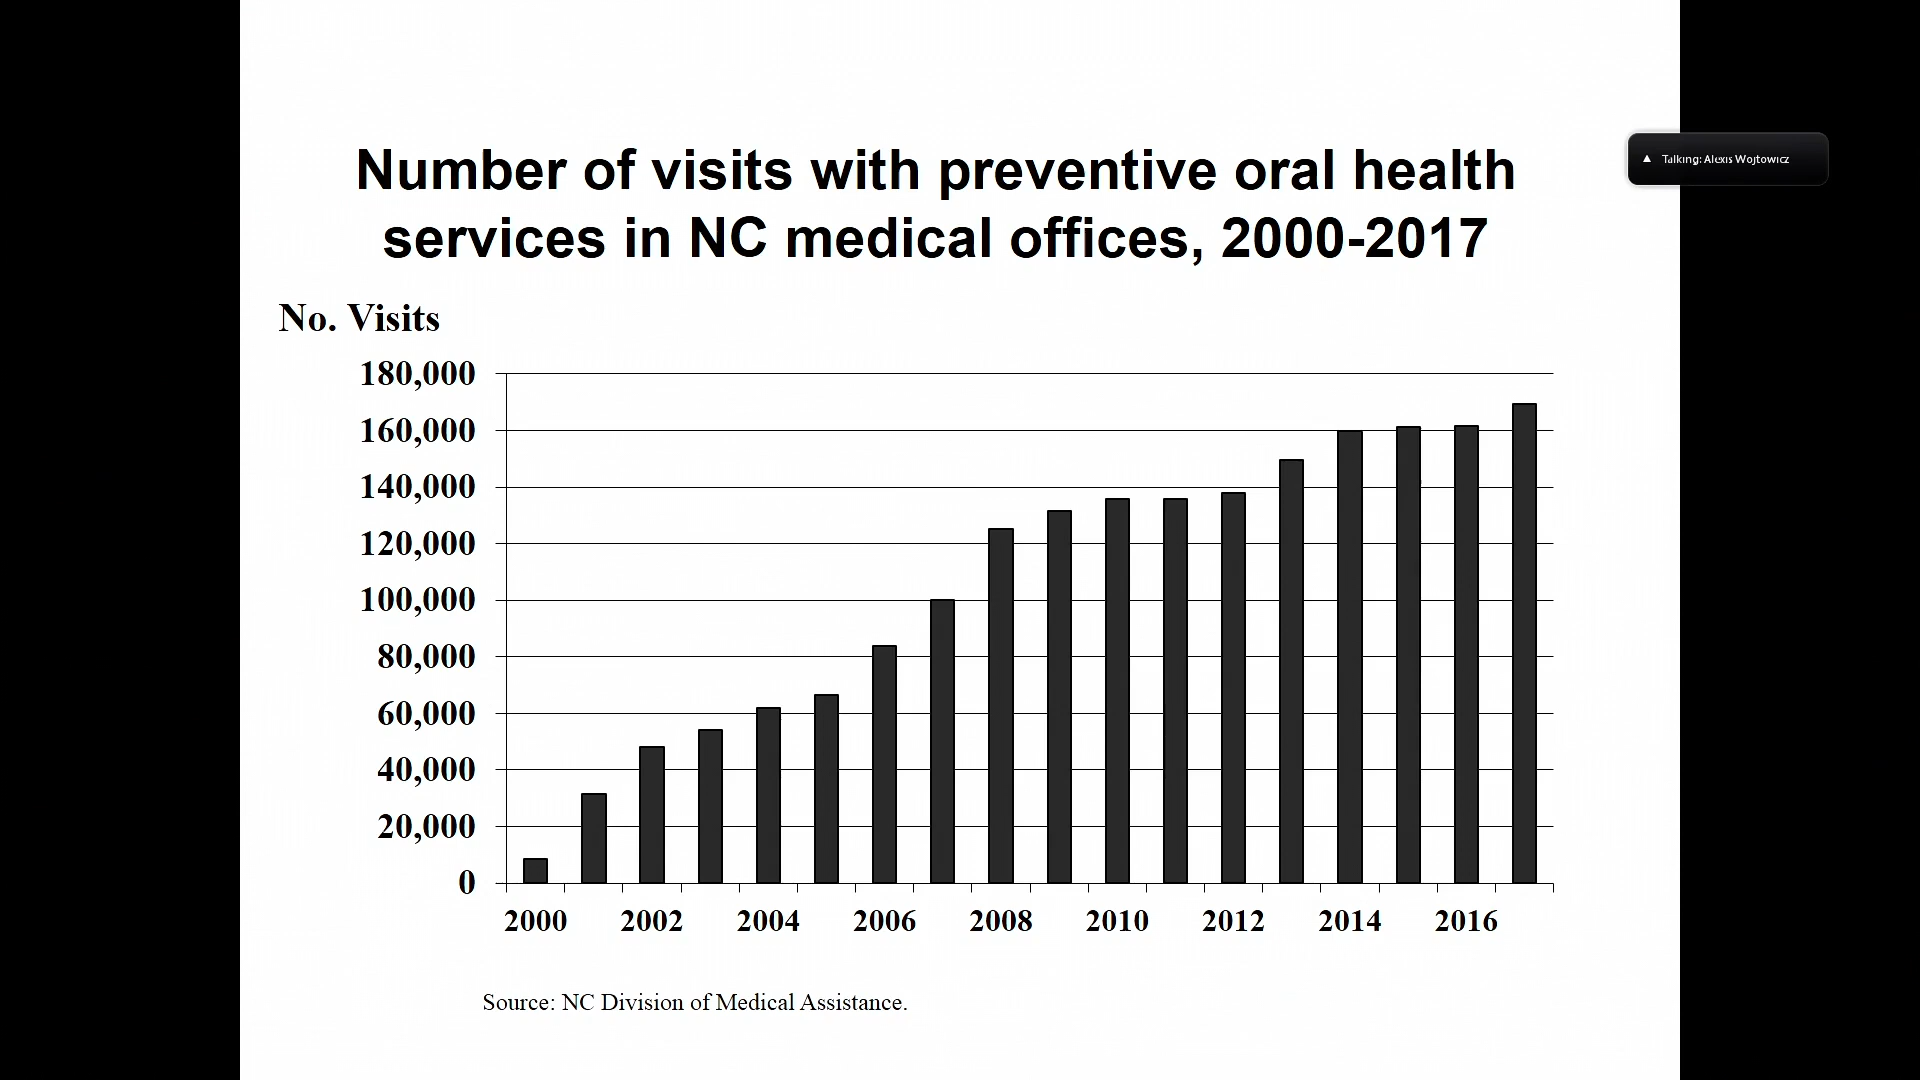 Number of visits with preventive oral health
services in NC medical offices, 2000-2017
Talking: Alexis Wojtowicz
No. Visits
180,000
160,000
140,000
120,000
100,000
80,000
60,000
40,000
20,000
0
2000 2002 2004 2006 2008 2010 2012 2014 2016
Source: NC Division of Medical Assistance.